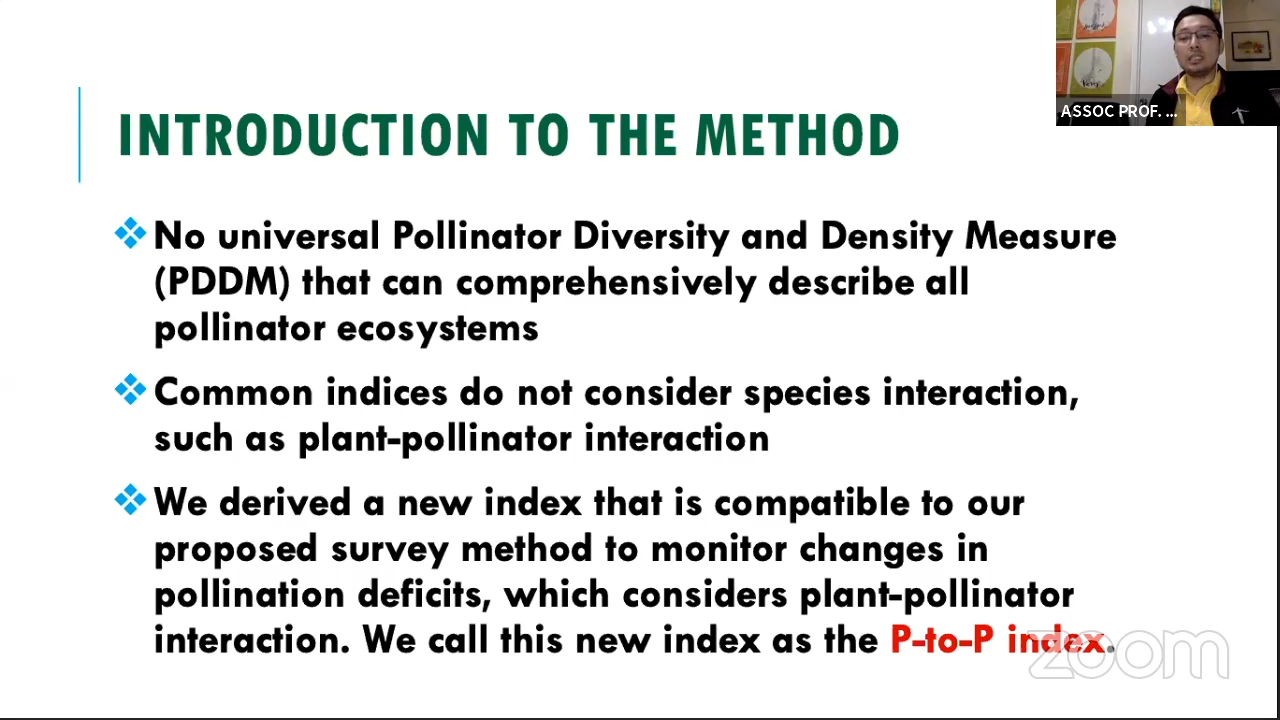 ASSOC PROF. ...
INTRODUCTION TO THE METHOD
No universal Pollinator Diversity and Density Measure
(PDDM) that can comprehensively describe all
pollinator ecosystems
Common indices do not consider species interaction,
such as plant-pollinator interaction
We derived a new index that is compatible to our
proposed survey method to monitor changes in
pollination deficits, which considers plant-pollinator
interaction. We call this new index as the P-to-P index.
zoom